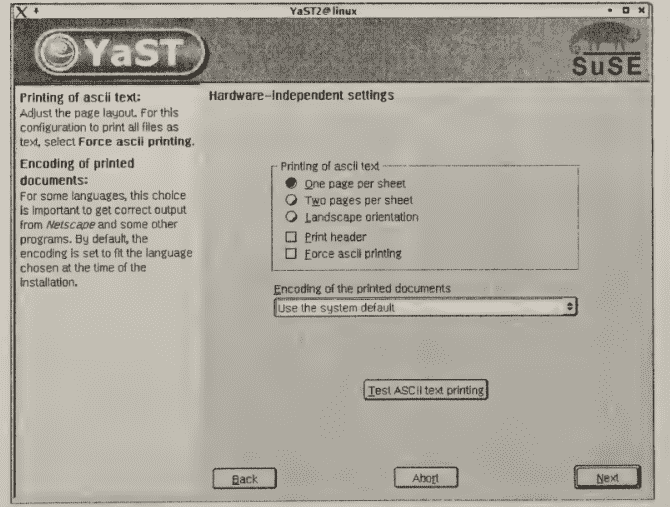 YaST2@linux
YaST
SuSE
Printing of ascii text:
Adjust the page layout. For this
configuration to print all files as
text, select Force ascii printing.
Encoding of printed
documents:
For some languages, this choice
is important to get correct output
from Netscape and some other
programs. By default, the
encoding is set to fit the language
chosen at the time of the
installation.
Hardware-independent settings
Printing of ascii text
One page per sheet
Two pages per sheet
Landscape orientation
Print header
Force ascii printing
Encoding of the printed documents
Use the system default
Test ASCII text printing
Back
Abort
Next